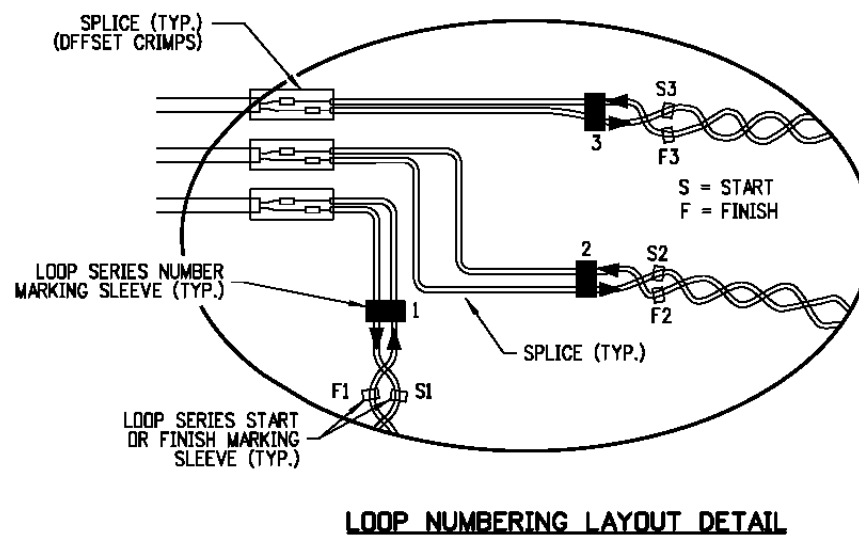 SPLICE (TYP.)
(OFFSET CRIMPS)
S3
3
F3
S = START
F = FINISH
2
S2
LOOP SERIES NUMBER
MARKING SLEEVE (TYP.)
F2
1
SPLICE (TYP.)
F1
S1
LOOP SERIES START
OR FINISH MARKING
SLEEVE (TYP.)
LOOP NUMBERING LAYOUT DETAIL